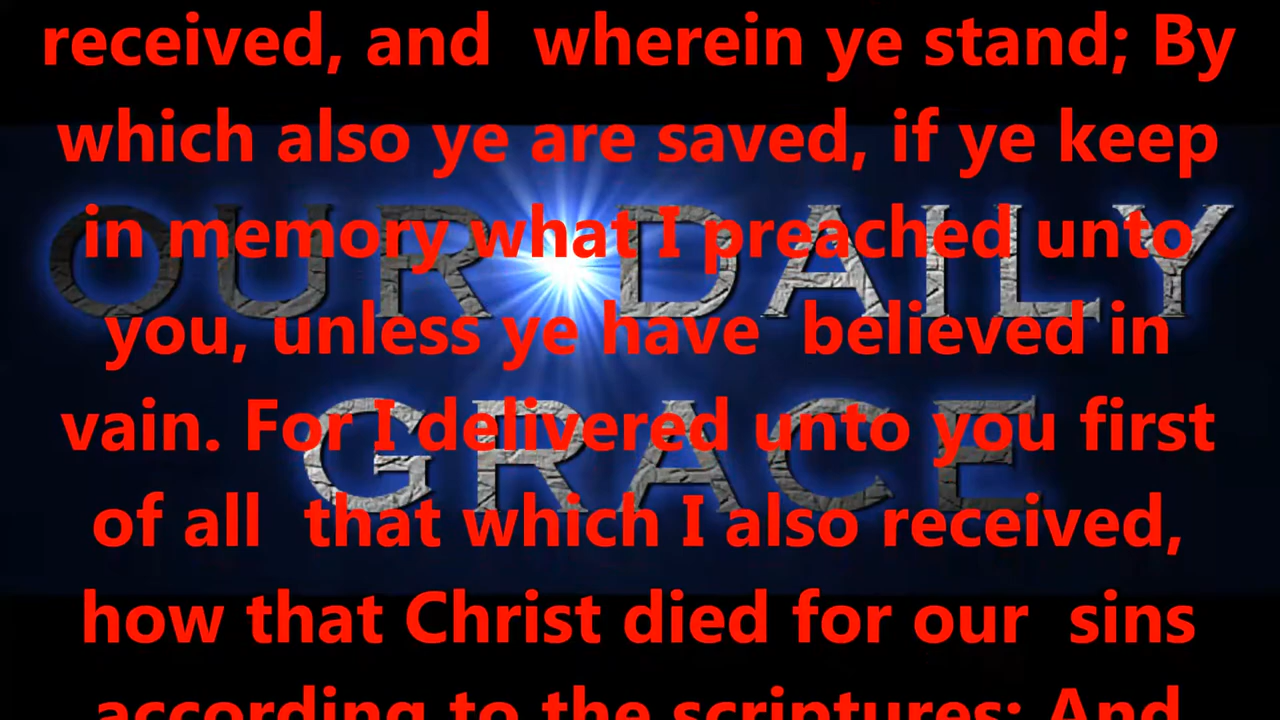 received, and wherein ye stand; By
which also ye are saved, if ye keep
in memory what I preached unto
you, unless ye have believed in
vain. For I delivered unto you first
of all that which I also received,
how that Christ died for our sins
according to the scriptures; And
OUR DAILY
GRACE